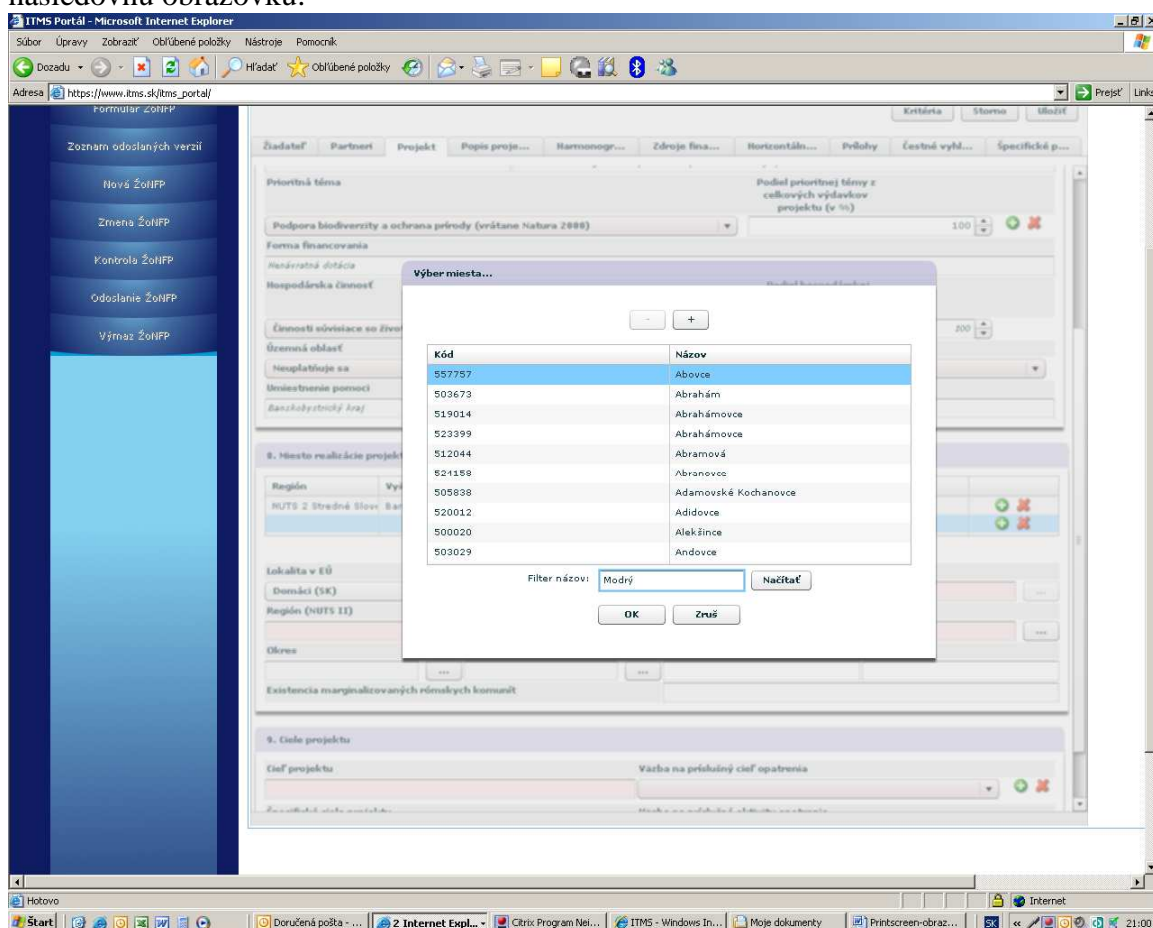 následovnú obrazovku:
ITMS Portál - Microsoft Internet Explorer
Súbor Úpravy Zobraziť Obľúbené položky Nástroje Pomocník
Dozadu Hľadať Obľúbené položky
Adresa https://www.itms.sk/itms_portal/ Prejsť Links
Formulár ŽoNFP
Zoznam odoslaných verzií
Nová ŽoNFP
Zmena ŽoNFP
Kontrola ŽoNFP
Odoslanie ŽoNFP
Výmaz ŽoNFP
Kritéria Storno Uložiť
Žiadateľ Partneri Projekt Popis proje... Harmonogr... Zdroje fina... Horizontáln... Prílohy Čestné vyhl... Špecifické p...
Prioritná téma Podiel prioritnej témy z
celkových výdavkov
projektu (v %)
Podpora biodiverzity a ochrana prírody (vrátane Natura 2000) 100
Forma financovania
Nenávratná dotácia
Hospodárska činnosť
Činnosti súvisiace so
Územná oblasť
Neuplatňuje sa
Umiestnenie pomoci
Banskobystrický kraj
Výber miesta...
- +
Kód Názov
557757 Abovce
503673 Abrahám
519014 Abrahámovce
523399 Abrahámovce
512044 Abramová
524158 Abranovce
505838 Adamovské Kochanovce
520012 Adidovce
500020 Alekšince
503029 Andovce
Filter názov: Modrý Načítať
OK Zruš
8. Miesto realizácie projekt
Región
NUTS 2 Stredné Slov
Lokalita v EÚ
Domáci (SK) ...
Región (NUTS II)
...
Okres
... ...
Existencia marginalizovaných rómskych komunít
9. Ciele projektu
Cieľ projektu Väzba na príslušný cieľ opatrenia
Hotovo Internet
Štart Doručená pošta - ... 2 Internet Expl... Citrix Program Nei... ITMS - Windows In... Moje dokumenty Printscreen-obraz... SK 21:00